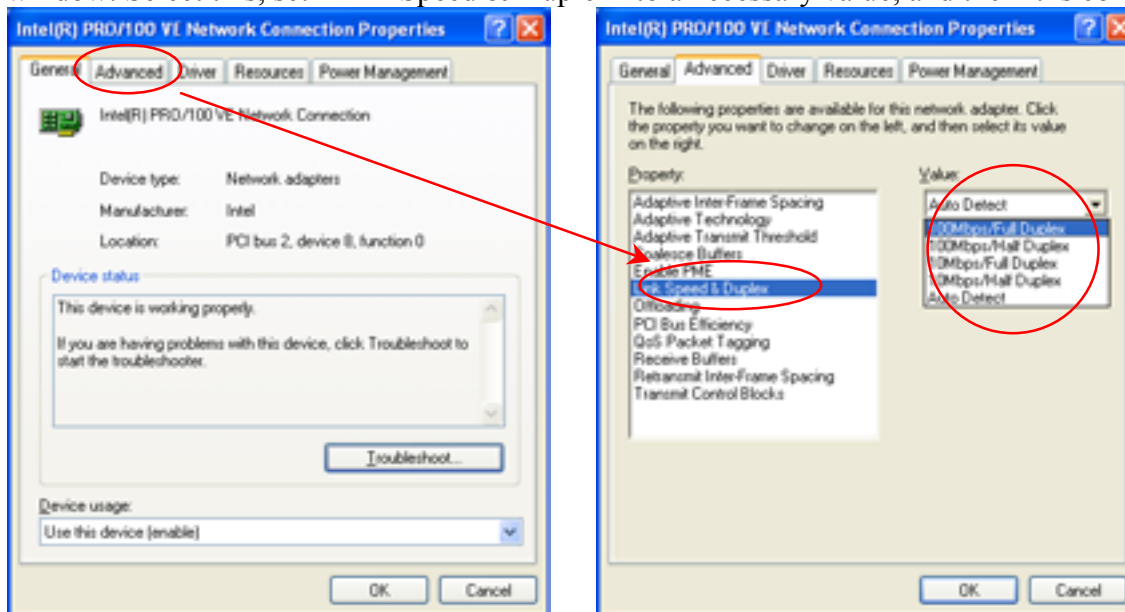 Intel(R) PRO/100 VE Network Connection Properties
General Advanced Driver Resources Power Management
Intel(R) PRO/100 VE Network Connection
Device type: Network adapters
Manufacturer: Intel
Location: PCI bus 2, device 8, function 0
Device status
This device is working properly.
If you are having problems with this device, click Troubleshoot to
start the troubleshooter.
Troubleshoot...
Device usage:
Use this device (enable)
OK Cancel
Intel(R) PRO/100 VE Network Connection Properties
General Advanced Driver Resources Power Management
The following properties are available for this network adapter. Click
the property you want to change on the left, and then select its value
on the right.
Property:
Adaptive Inter-Frame Spacing
Adaptive Technology
Adaptive Transmit Threshold
Coalesce Buffers
Enable PME
Link Speed & Duplex
Offloading
PCI Bus Efficiency
QoS Packet Tagging
Receive Buffers
Retransmit Inter-Frame Spacing
Transmit Control Blocks
Value:
Auto Detect
100Mbps/Full Duplex
100Mbps/Half Duplex
10Mbps/Full Duplex
10Mbps/Half Duplex
Auto Detect
OK Cancel